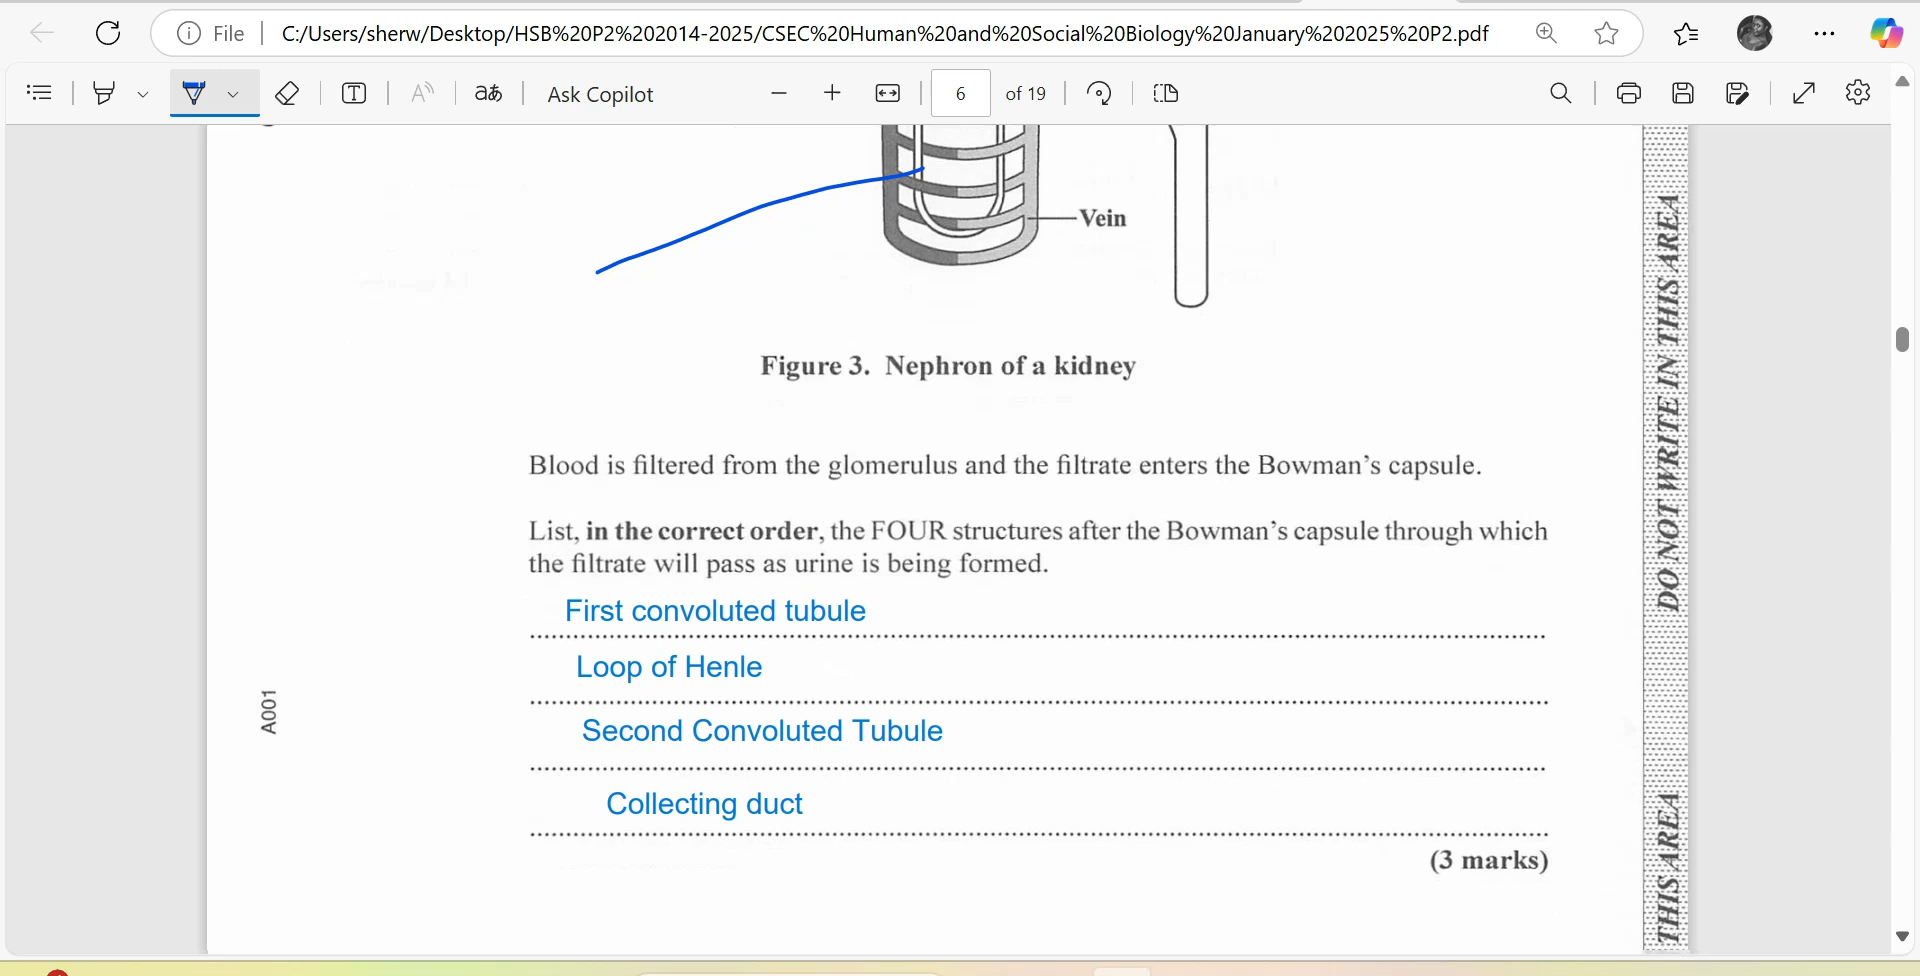 File
C:/Users/sherw/Desktop/HSB%20P2%202014-2025/CSEC%20Human%20and%20Social%20Biology%20January%202025%20P2.pdf
T A aあ Ask Copilot 6 of 19
Vein
Figure 3. Nephron of a kidney
Blood is filtered from the glomerulus and the filtrate enters the Bowman's capsule.
List, in the correct order, the FOUR structures after the Bowman's capsule through which
the filtrate will pass as urine is being formed.
First convoluted tubule
Loop of Henle
Second Convoluted Tubule
Collecting duct
(3 marks)
A001
DO NOT WRITE IN THIS AREA
THIS AREA